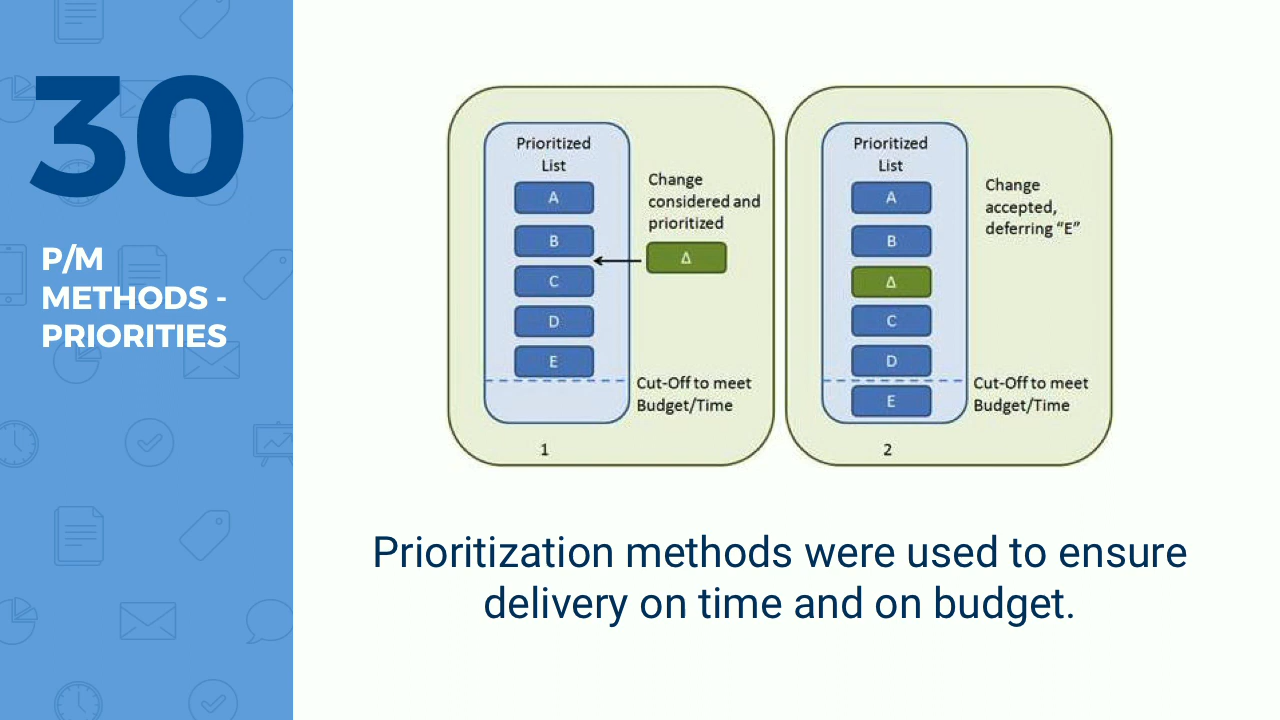 30
P/M
METHODS -
PRIORITIES
Prioritized
List
A
B
C
D
E
Change
considered and
prioritized
Δ
Cut-Off to meet
Budget/Time
1
Prioritized
List
A
B
Δ
C
D
E
Change
accepted,
deferring “E”
Cut-Off to meet
Budget/Time
2
Prioritization methods were used to ensure
delivery on time and on budget.